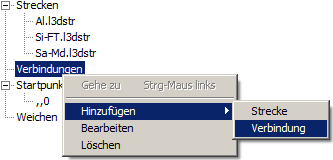 Strecken
Al.l3dstr
Si-FT.l3dstr
Sa-Md.l3dstr
Verbindungen
Startpunk
Gehe zu Strg-Maus links
,,0
Hinzufügen Strecke
Weichen
Bearbeiten Verbindung
Löschen